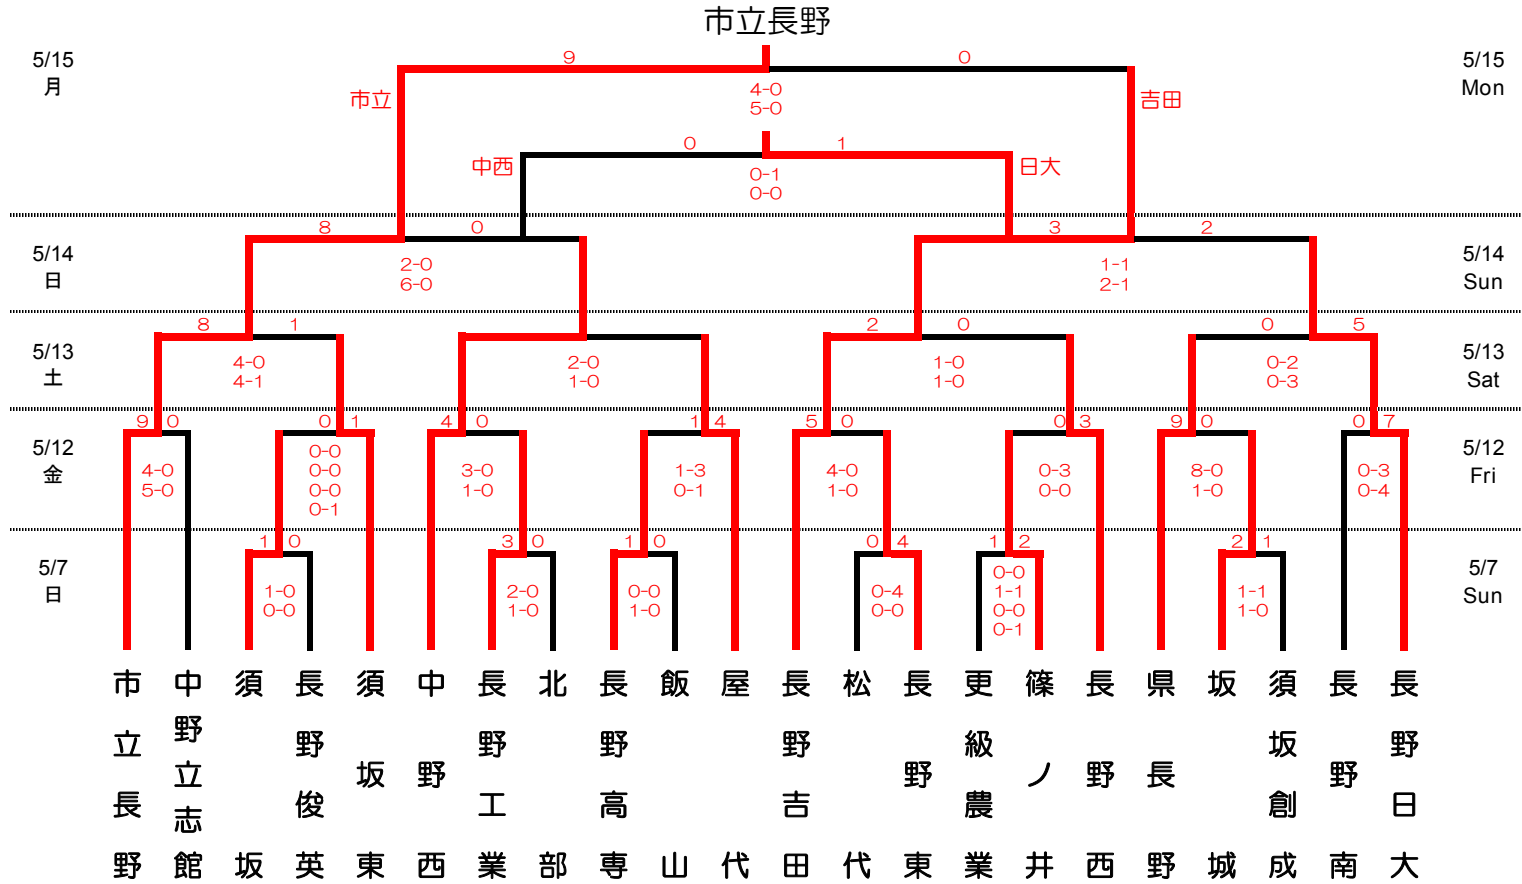 市立長野
5/15
月
9
0
5/15
Mon
市立
4-0
5-0
吉田
中西
0
1
日大
0-1
0-0
8
0
3
2
5/14
日
2-0
6-0
1-1
2-1
5/14
Sun
8
1
2
0
0
5
5/13
土
4-0
4-1
2-0
1-0
1-0
1-0
0-2
0-3
5/13
Sat
9 0
0 1
4 0
1 4
5 0
0 3
9 0
0 7
5/12
金
4-0
5-0
0-0
0-0
0-0
0-1
3-0
1-0
1-3
0-1
4-0
1-0
0-3
0-0
8-0
1-0
0-3
0-4
5/12
Fri
1 0
3 0
1 0
0 4
1 2
2 1
5/7
日
1-0
0-0
2-0
1-0
0-0
1-0
0-4
0-0
0-0
1-1
0-0
0-1
1-1
1-0
5/7
Sun
市立長野
中野立志館
須坂
長野俊英
須坂東
中野西
長野工業
北部
長野高専
飯山
屋代
長野吉田
松代
長野東
更級農業
篠ノ井
長野西
県長野
坂城
須坂創成
長野南
長野日大